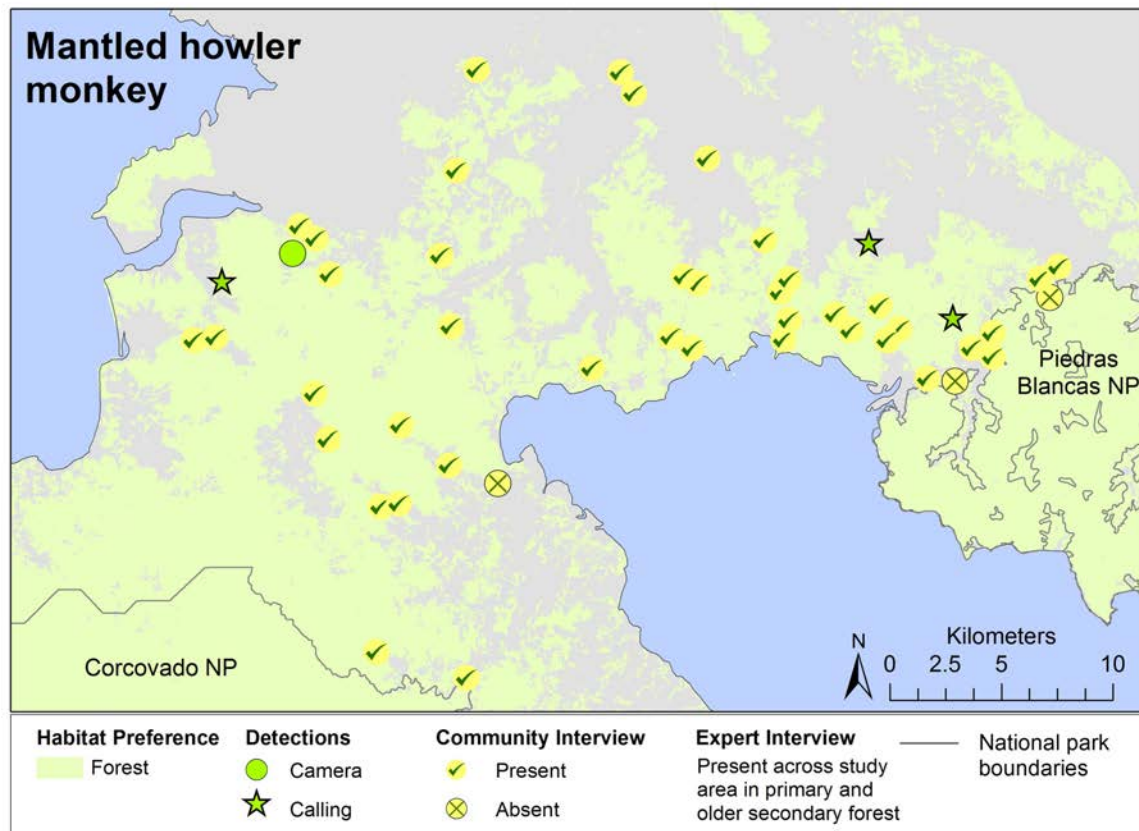 Mantled howler
monkey
Piedras
Blancas NP
Corcovado NP
N
Kilometers
0 2.5 5 10
Habitat Preference
Forest
Detections
Camera
Calling
Community Interview
Present
Absent
Expert Interview
Present across study
area in primary and
older secondary forest
National park
boundaries